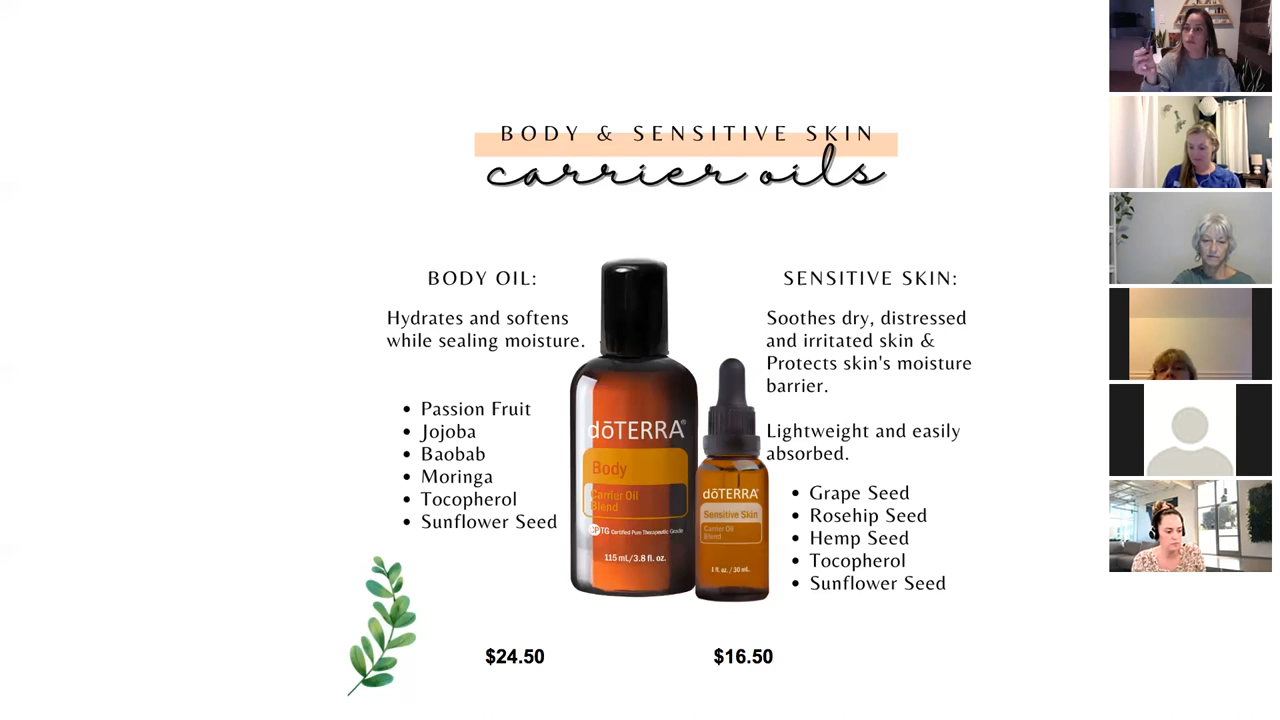 BODY & SENSITIVE SKIN
carrier oils
BODY OIL:
Hydrates and softens
while sealing moisture.
Passion Fruit
Jojoba
Baobab
Moringa
Tocopherol
Sunflower Seed
$24.50
dōTERRA®
Body
Carrier Oil
Blend
CPTG Certified Pure Therapeutic Grade
115 mL/3.8 fl. oz.
dōTERRA®
Sensitive Skin
Carrier Oil
Blend
1 fl. oz. / 30 mL
SENSITIVE SKIN:
Soothes dry, distressed
and irritated skin &
Protects skin's moisture
barrier.
Lightweight and easily
absorbed.
Grape Seed
Rosehip Seed
Hemp Seed
Tocopherol
Sunflower Seed
$16.50